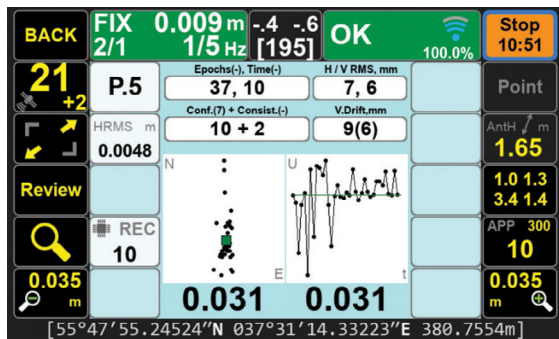 BACK
FIX 0.009 m
2/1 1/5 Hz
-.4 -.6
[195]
OK
100.0%
Stop
10:51
21
+2
P.5
Epochs(-), Time(-)
37, 10
H / V RMS, mm
7, 6
Conf.(7) + Consist.(-)
10 + 2
V.Drift,mm
9(6)
Point
HRMS m
0.0048
AntH m
1.65
Review
N
E
U
t
1.0 1.3
3.4 1.4
REC
10
APP 300
10
0.035
m
0.031
0.031
0.035
m
[55°47′55.24524″N 037°31′14.33223″E 380.7554m]